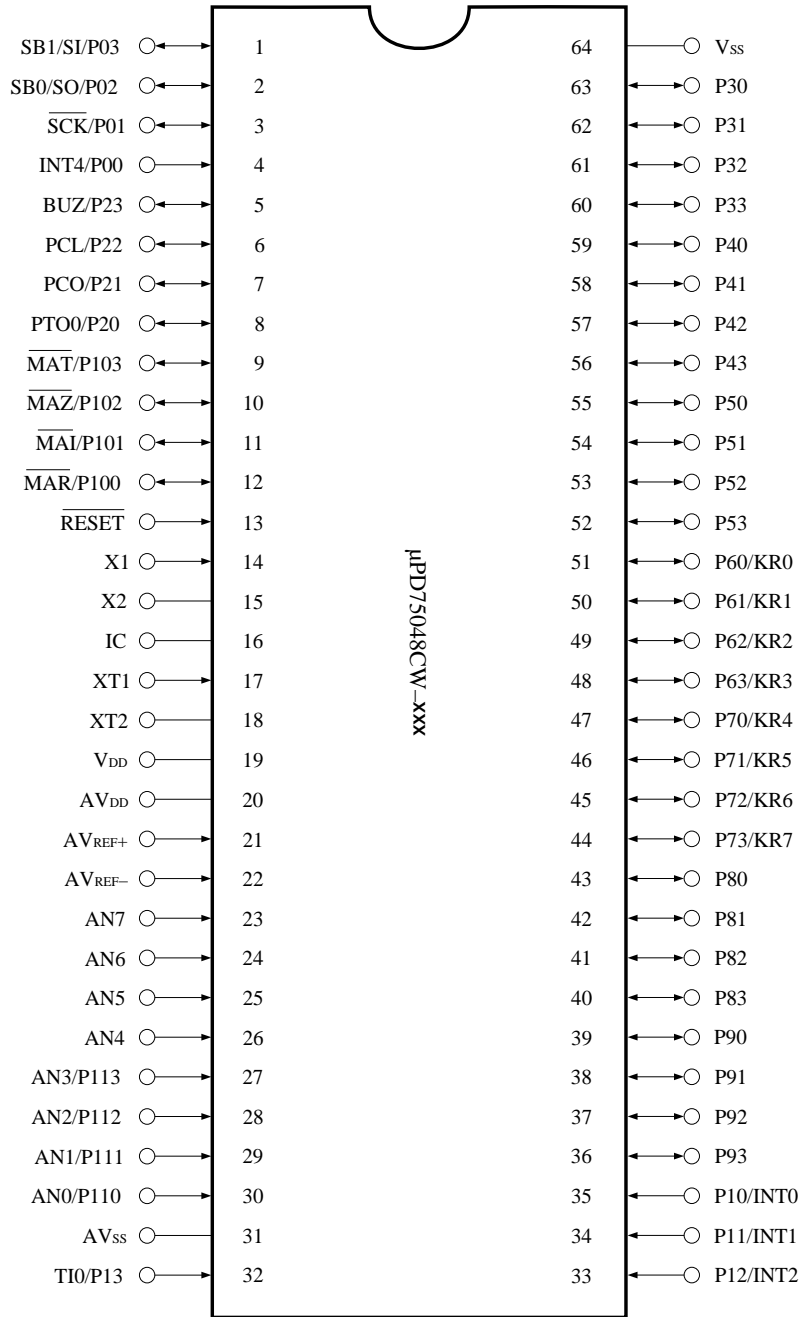 SB1/SI/P03 1 64 VSS
SB0/SO/P02 2 63 P30
SCK/P01 3 62 P31
INT4/P00 4 61 P32
BUZ/P23 5 60 P33
PCL/P22 6 59 P40
PCO/P21 7 58 P41
PTO0/P20 8 57 P42
MAT/P103 9 56 P43
MAZ/P102 10 55 P50
MAI/P101 11 54 P51
MAR/P100 12 53 P52
RESET 13 52 P53
X1 14 51 P60/KR0
X2 15 50 P61/KR1
IC 16 49 P62/KR2
XT1 17 48 P63/KR3
XT2 18 47 P70/KR4
VDD 19 46 P71/KR5
AVDD 20 45 P72/KR6
AVREF+ 21 44 P73/KR7
AVREF– 22 43 P80
AN7 23 42 P81
AN6 24 41 P82
AN5 25 40 P83
AN4 26 39 P90
AN3/P113 27 38 P91
AN2/P112 28 37 P92
AN1/P111 29 36 P93
AN0/P110 30 35 P10/INT0
AVSS 31 34 P11/INT1
TI0/P13 32 33 P12/INT2
µPD75048CW–xxx